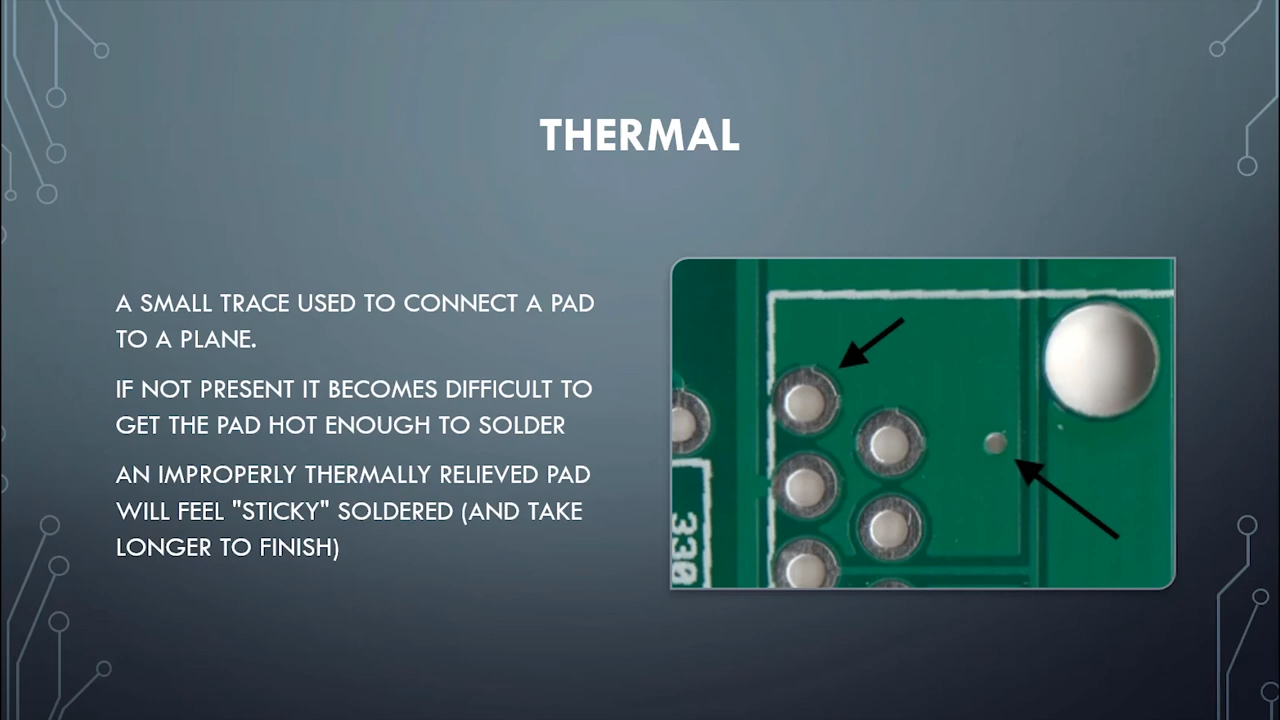 THERMAL
A SMALL TRACE USED TO CONNECT A PAD
TO A PLANE.
IF NOT PRESENT IT BECOMES DIFFICULT TO
GET THE PAD HOT ENOUGH TO SOLDER
AN IMPROPERLY THERMALLY RELIEVED PAD
WILL FEEL "STICKY" SOLDERED (AND TAKE
LONGER TO FINISH)
330